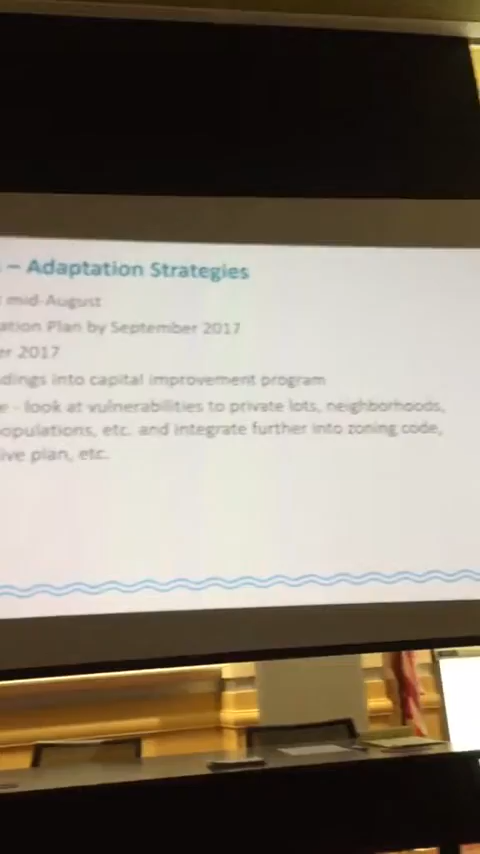 – Adaptation Strategies
mid-August
ation Plan by September 2017
er 2017
dings into capital improvement program
e - look at vulnerabilities to private lots, neighborhoods,
opulations, etc. and integrate further into zoning code,
ive plan, etc.